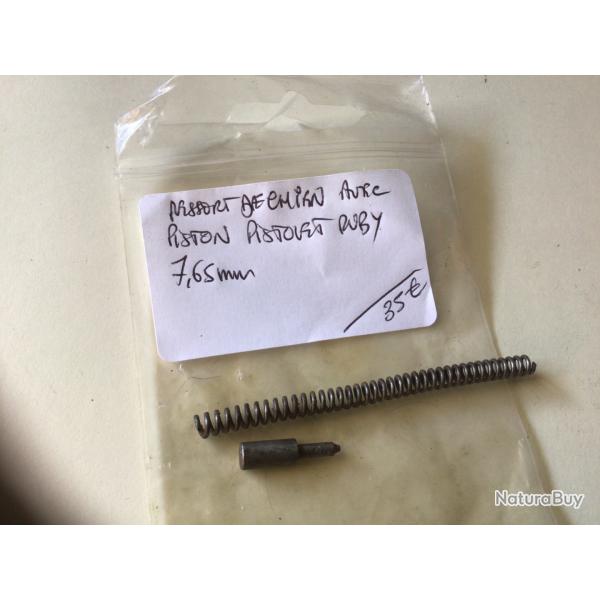 RESSORT DE CHIEN AVEC
PISTON PISTOLET RUBY
7,65mm
35€
NaturaBuy